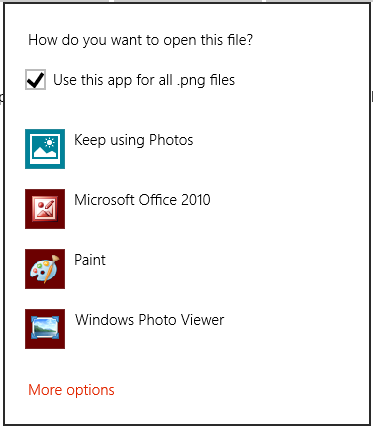 How do you want to open this file?
Use this app for all .png files
Keep using Photos
Microsoft Office 2010
Paint
Windows Photo Viewer
More options